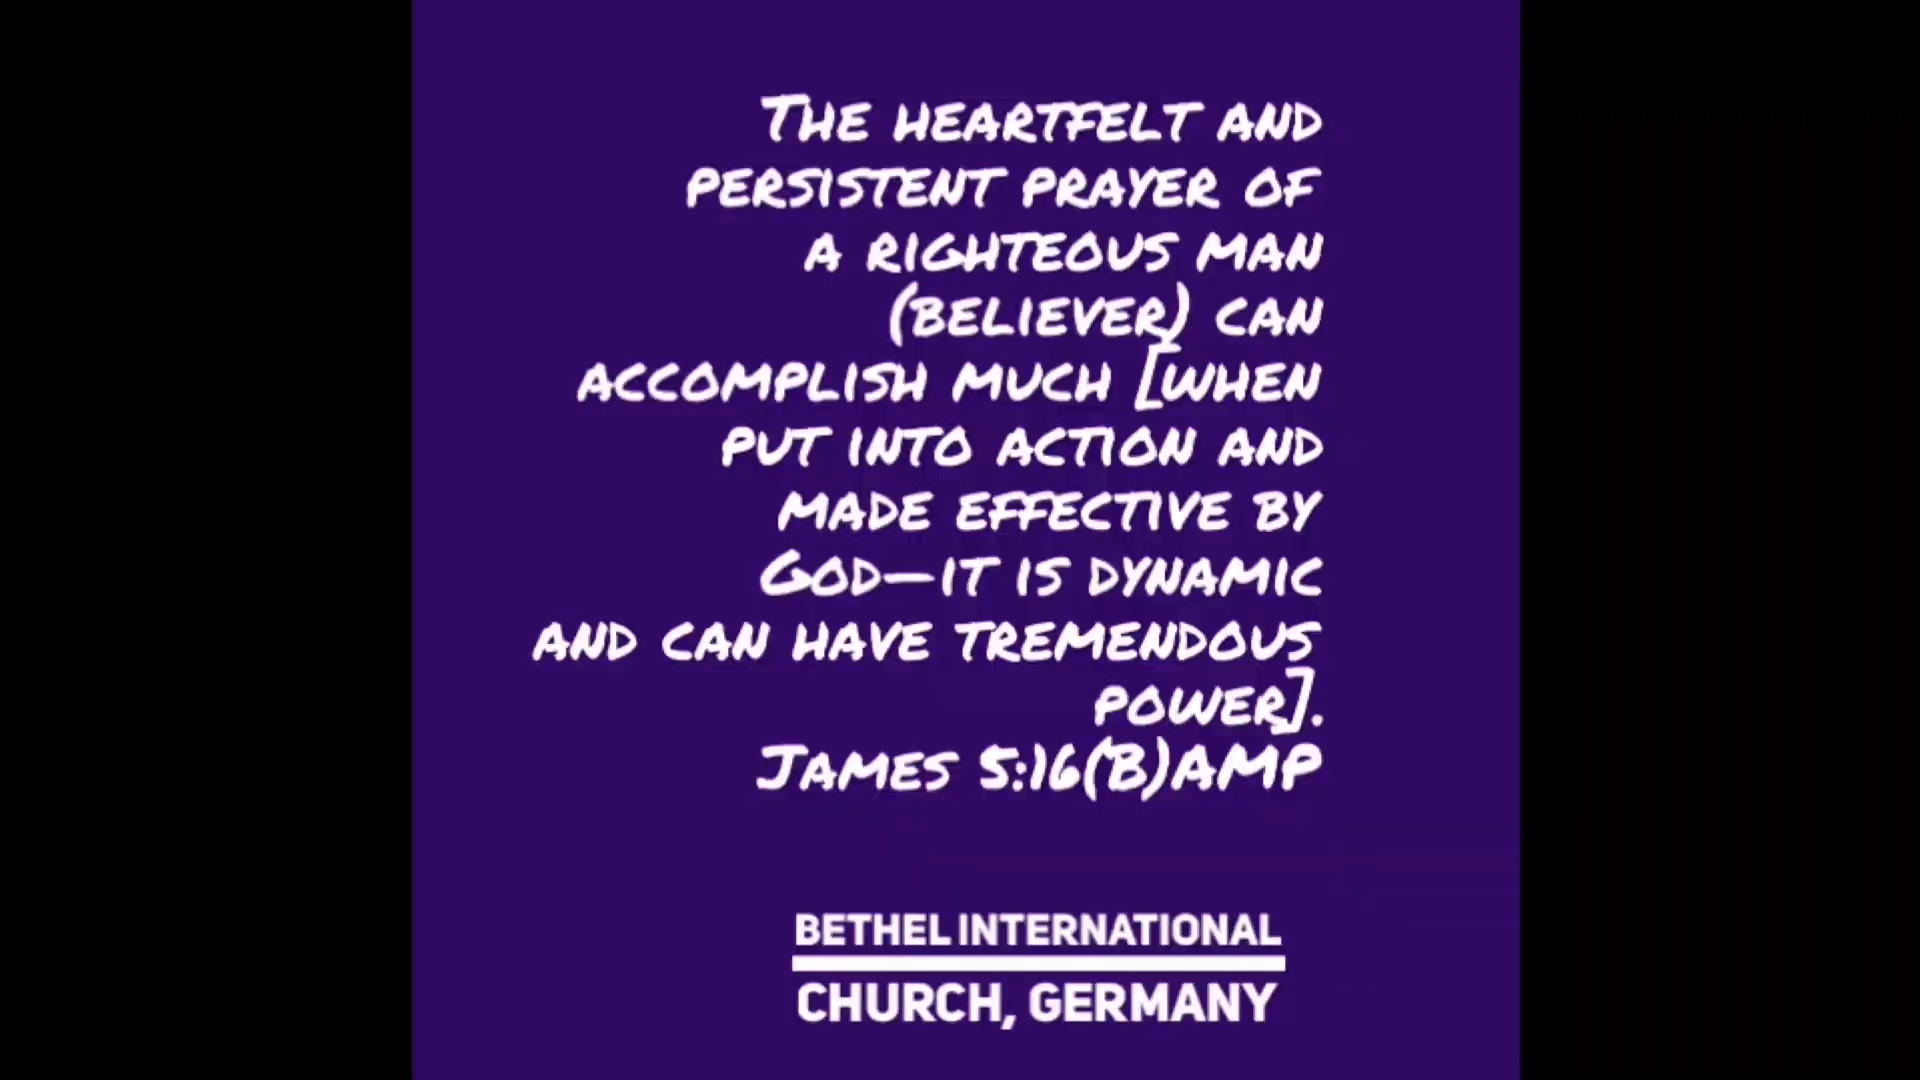 The heartfelt and
persistent prayer of
a righteous man
(believer) can
accomplish much [when
put into action and
made effective by
God—it is dynamic
and can have tremendous
power].
James 5:16(B)AMP
BETHEL INTERNATIONAL
CHURCH, GERMANY